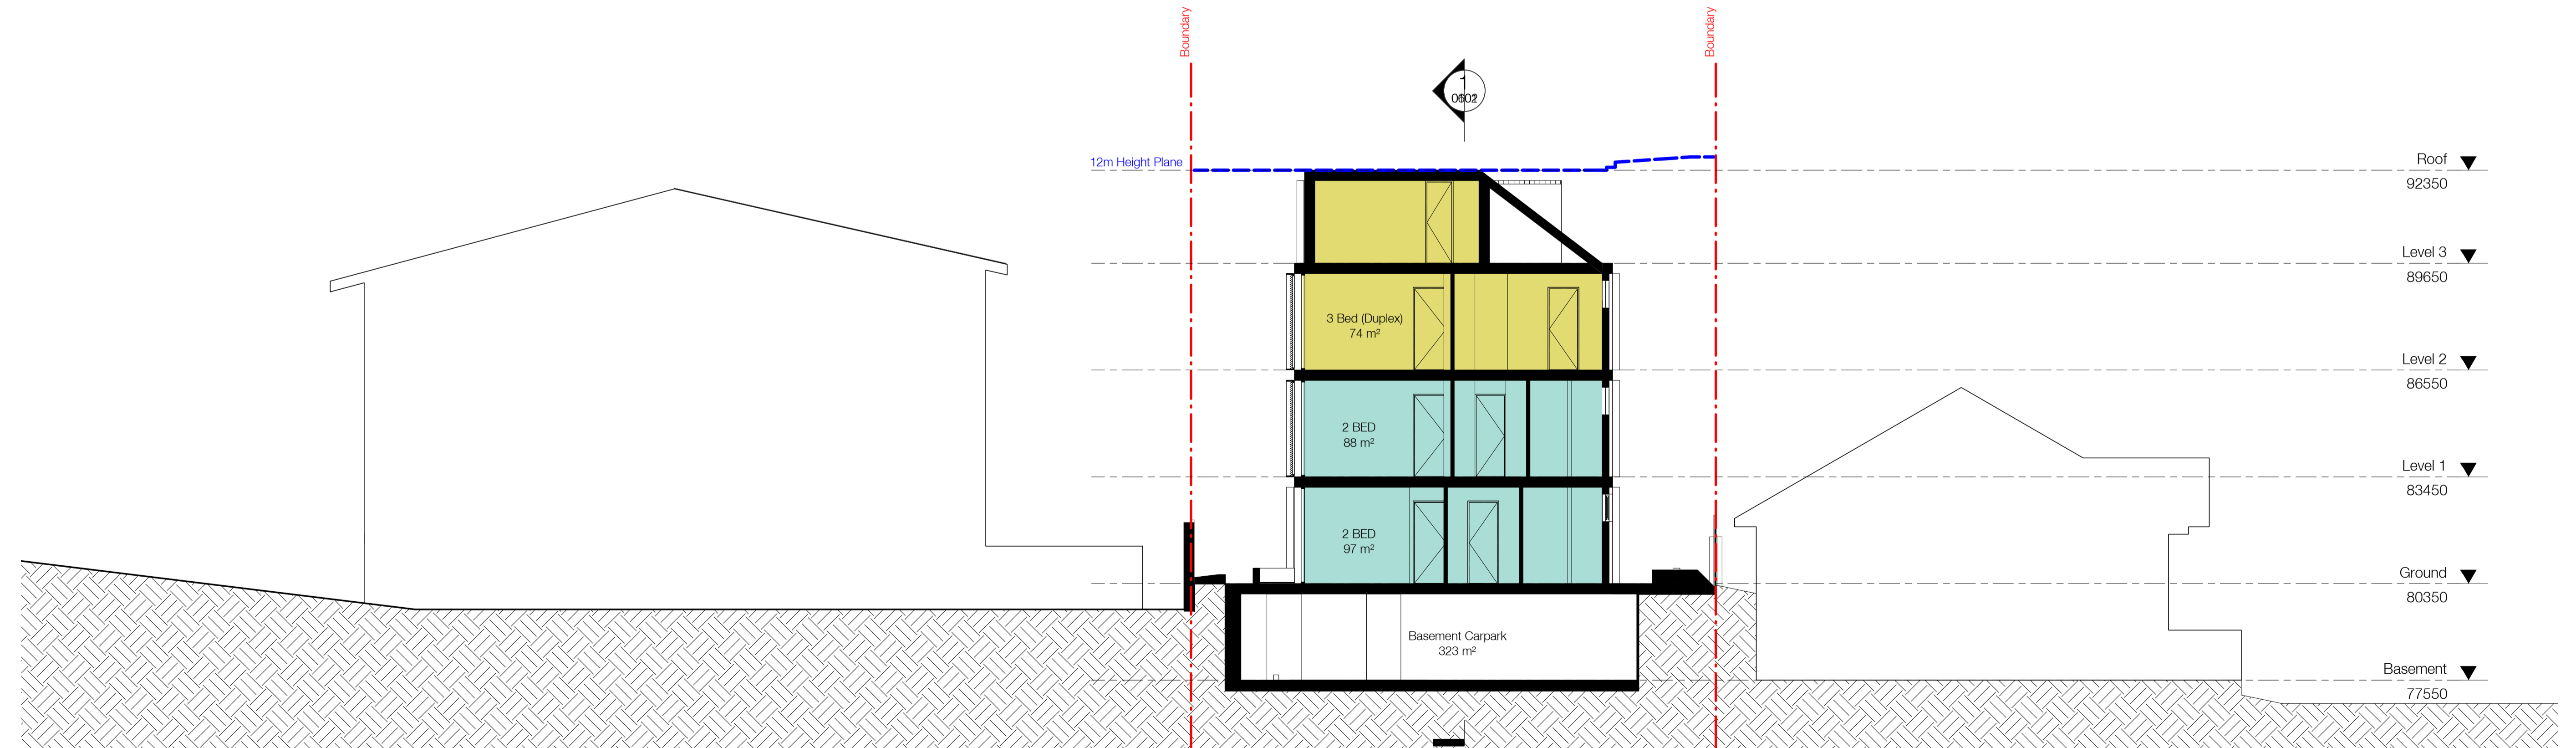 Boundary
Boundary
1
12m Height Plane
Roof
92350
Level 3
89650
3 Bed (Duplex)
74 m²
Level 2
86550
2 BED
88 m²
Level 1
83450
2 BED
97 m²
Ground
80350
Basement Carpark
323 m²
Basement
77550